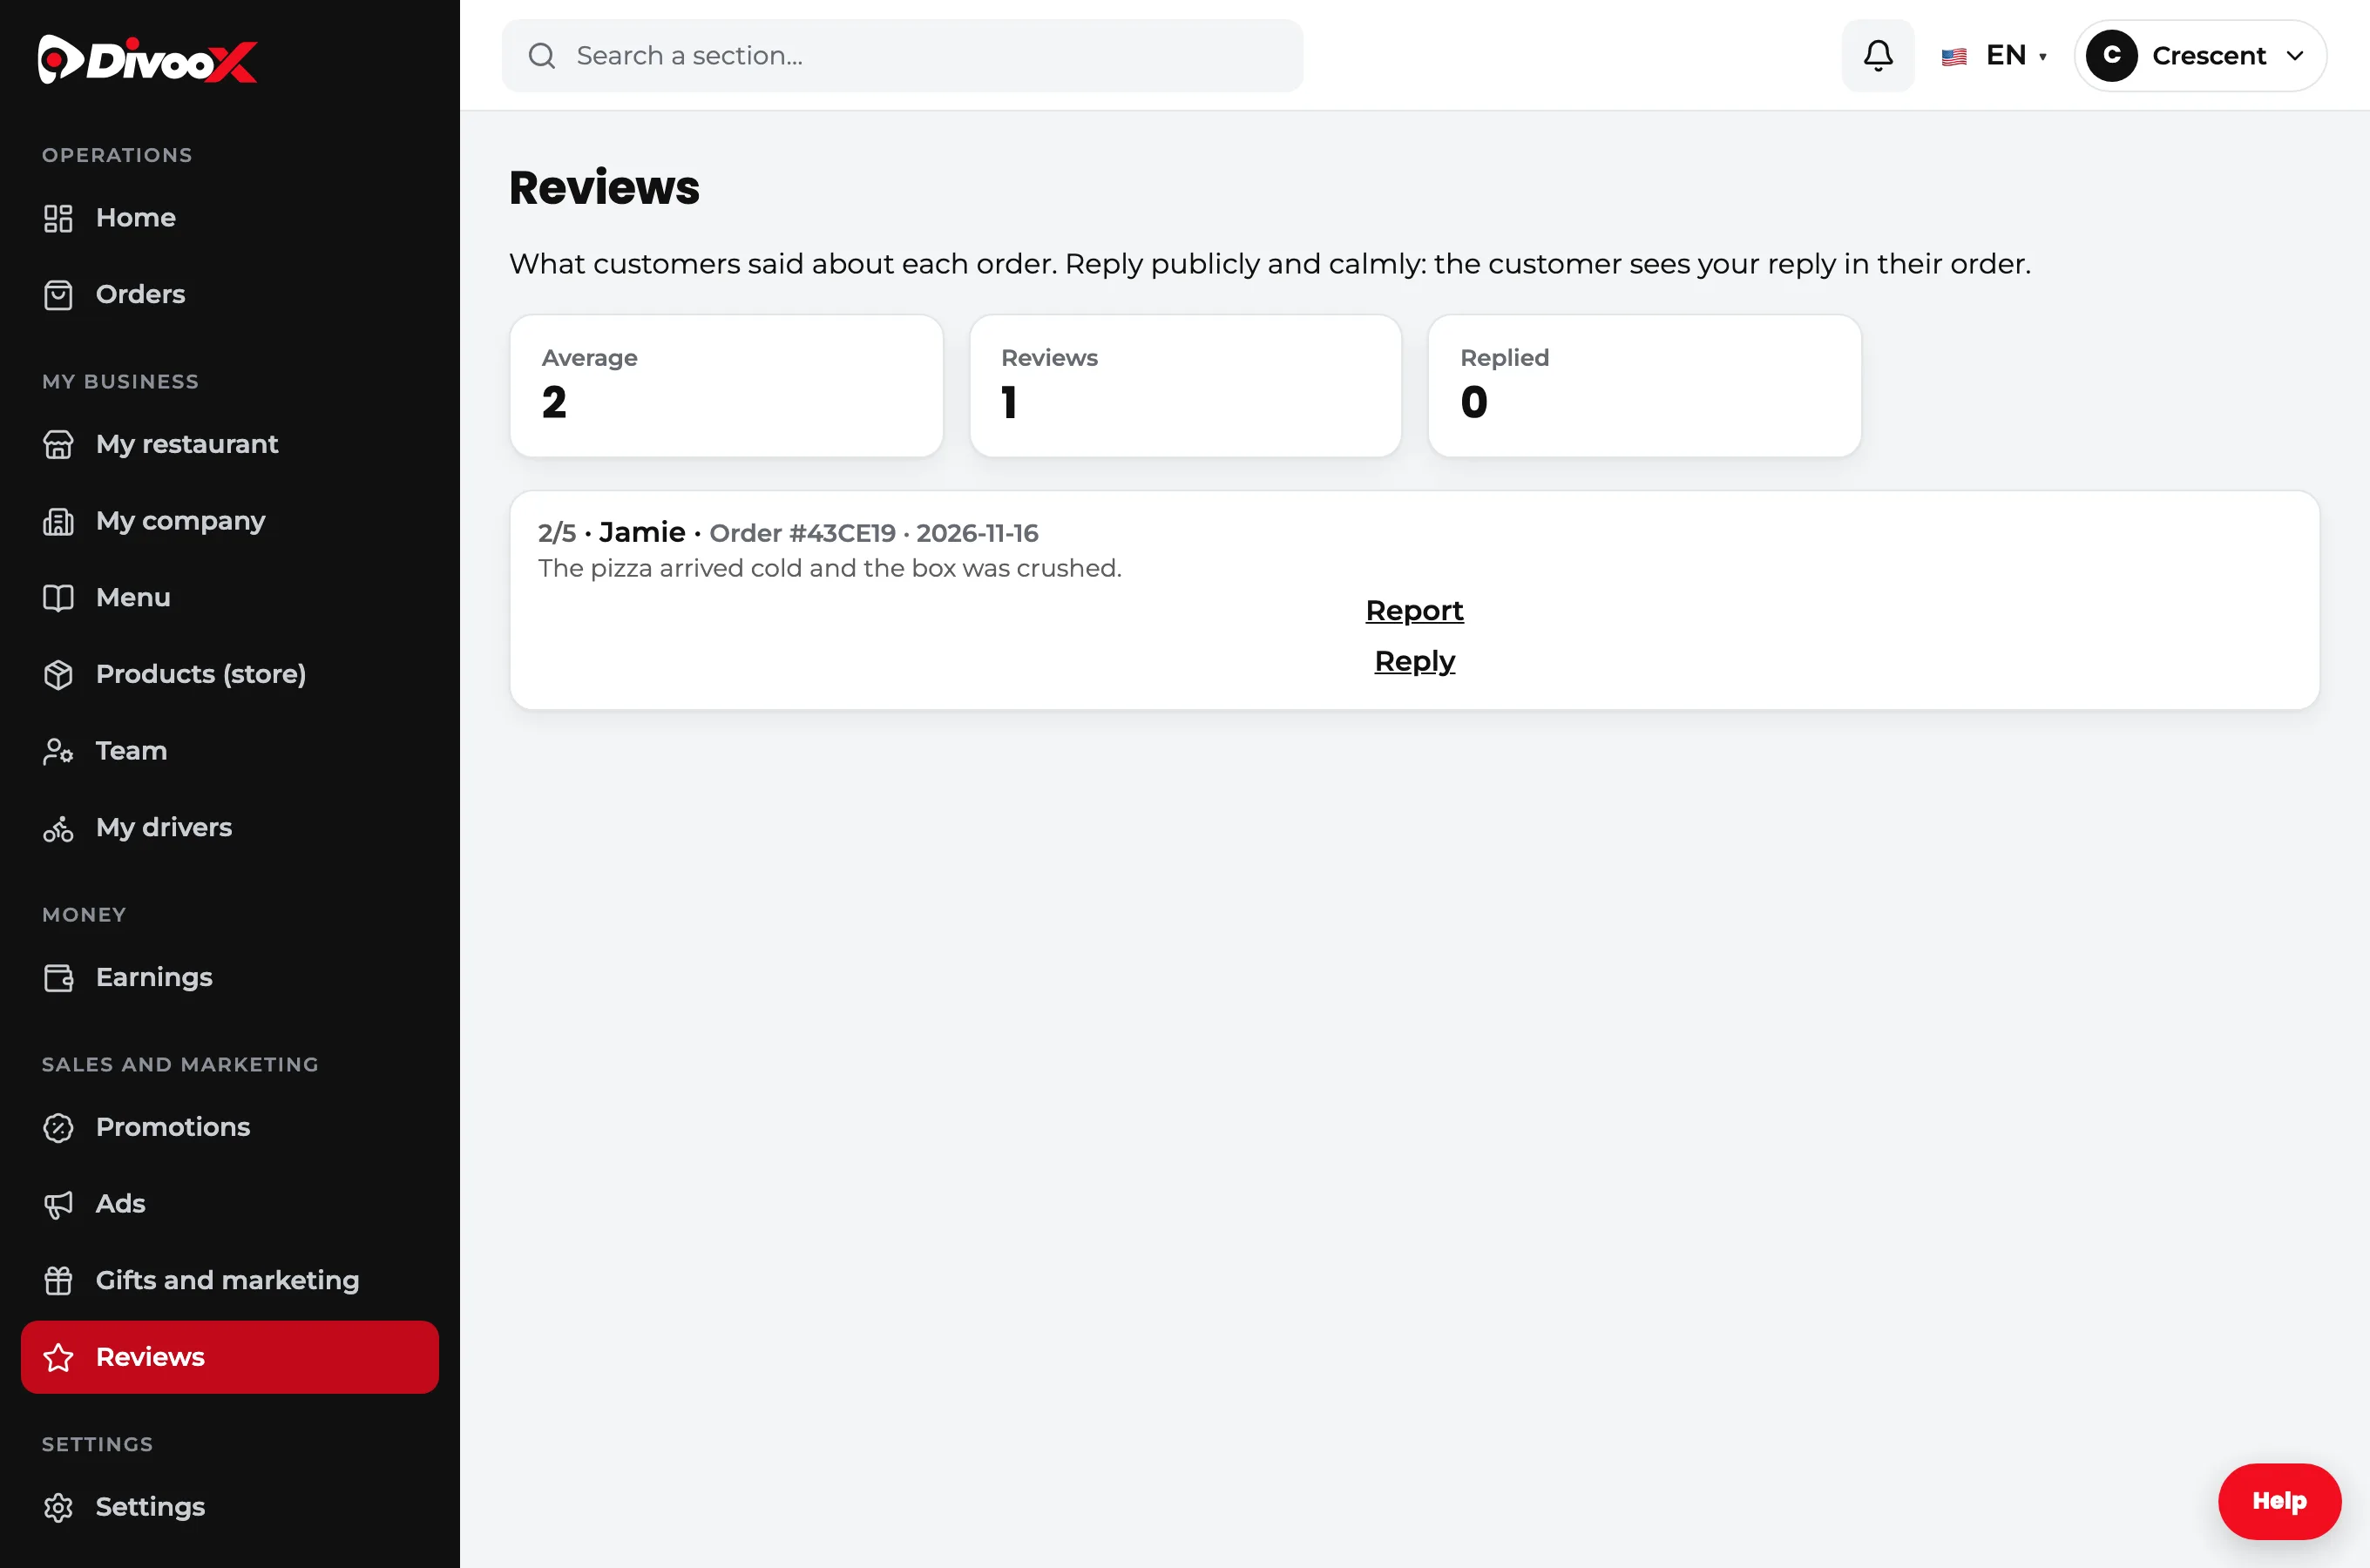 DivooX
Search a section...
EN
C
Crescent
OPERATIONS
Home
Orders
MY BUSINESS
My restaurant
My company
Menu
Products (store)
Team
My drivers
MONEY
Earnings
SALES AND MARKETING
Promotions
Ads
Gifts and marketing
Reviews
SETTINGS
Settings
Reviews
What customers said about each order. Reply publicly and calmly: the customer sees your reply in their order.
Average
2
Reviews
1
Replied
0
2/5 · Jamie · Order #43CE19 · 2026-11-16
The pizza arrived cold and the box was crushed.
Report
Reply
Help